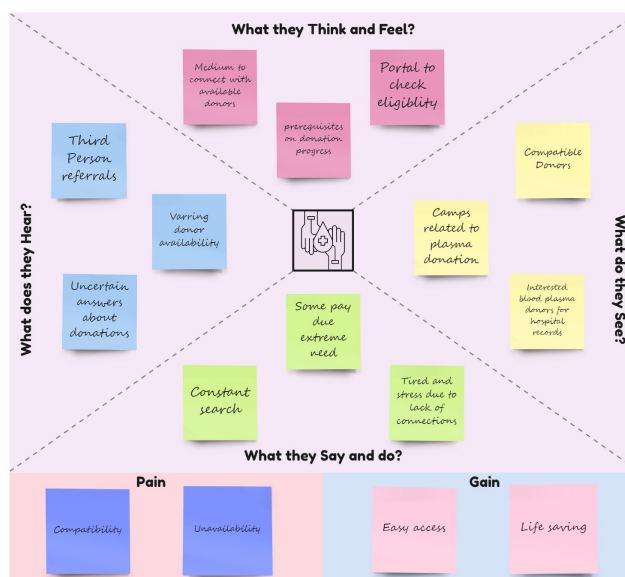 What they Think and Feel?
Medium to
connect with
available
donors
prerequisites
on donation
progress
Portal to
check
eligiblity
What does they Hear?
Third
Person
referrals
Varring
donor
availability
Uncertain
answers
about
donations
What do they See?
Compatible
Donors
Camps
related to
plasma
donation
Interested
blood plasma
donors for
hospital
records
Some pay
due
extreme
need
Constant
search
Tired and
stress due to
lack of
connections
What they Say and do?
Pain
Compatibility
Unavailability
Gain
Easy access
Life saving